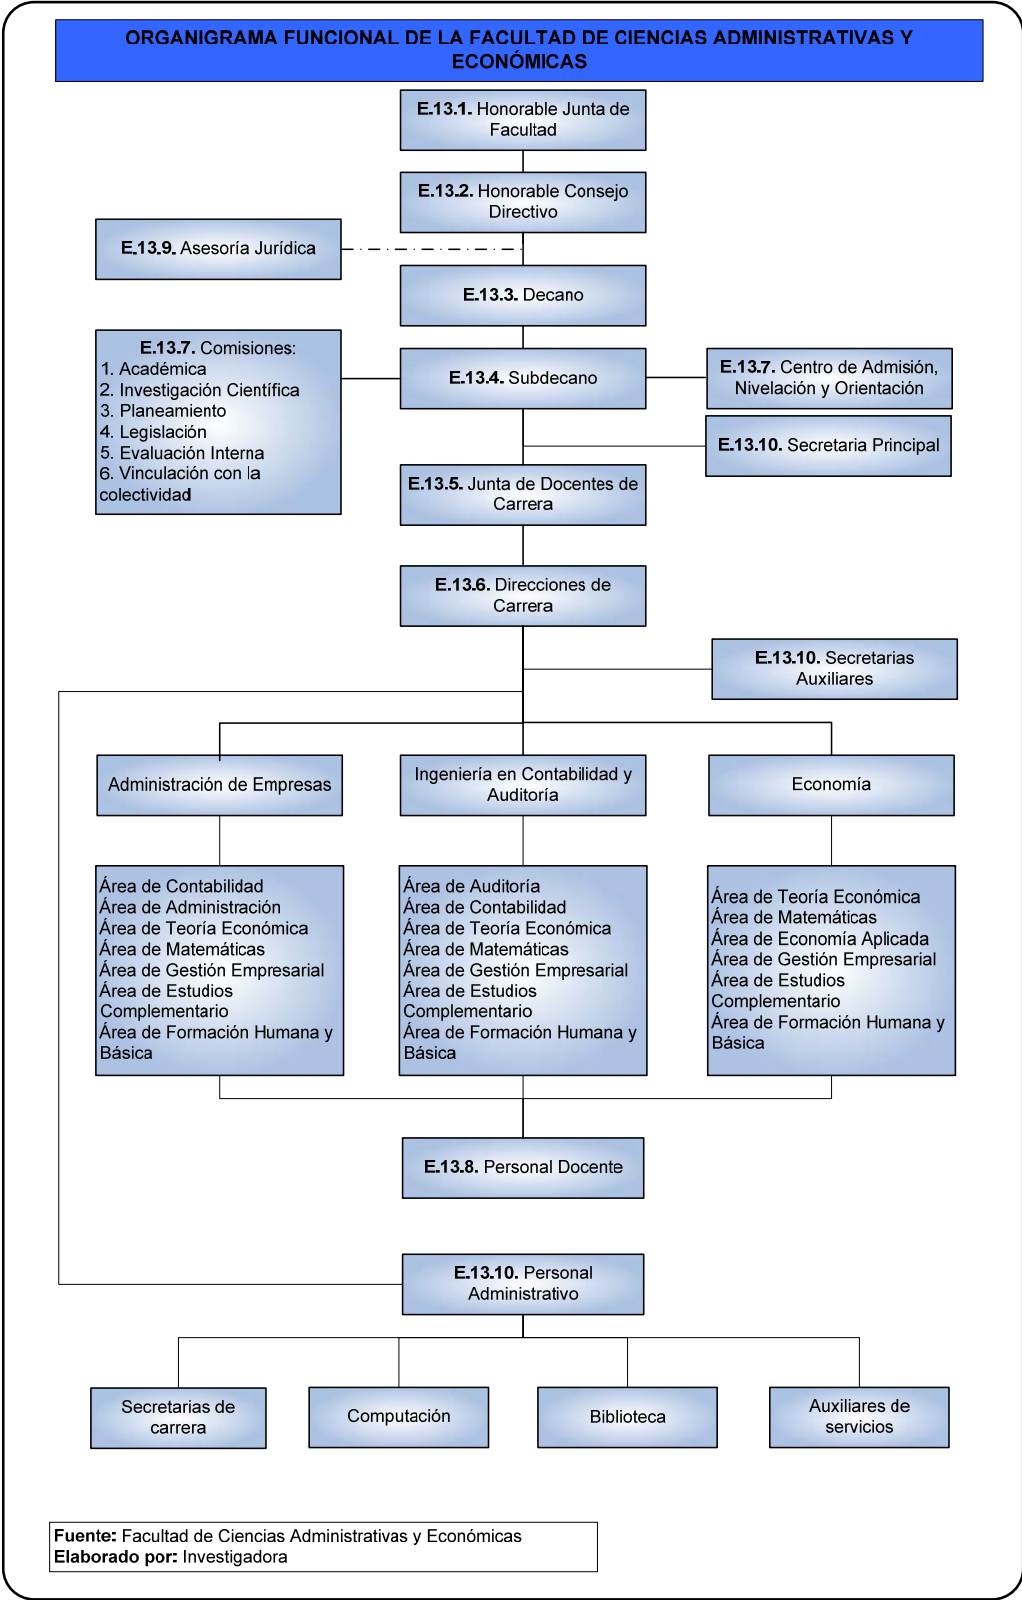 ORGANIGRAMA FUNCIONAL DE LA FACULTAD DE CIENCIAS ADMINISTRATIVAS Y
ECONÓMICAS
E.13.1. Honorable Junta de
Facultad
E.13.2. Honorable Consejo
Directivo
E.13.9. Asesoría Jurídica
E.13.3. Decano
E.13.7. Comisiones:
1. Académica
2. Investigación Científica
3. Planeamiento
4. Legislación
5. Evaluación Interna
6. Vinculación con la
colectividad
E.13.4. Subdecano
E.13.7. Centro de Admisión,
Nivelación y Orientación
E.13.10. Secretaria Principal
E.13.5. Junta de Docentes de
Carrera
E.13.6. Direcciones de
Carrera
E.13.10. Secretarias
Auxiliares
Administración de Empresas
Ingeniería en Contabilidad y
Auditoría
Economía
Área de Contabilidad
Área de Administración
Área de Teoría Económica
Área de Matemáticas
Área de Gestión Empresarial
Área de Estudios
Complementario
Área de Formación Humana y
Básica
Área de Auditoría
Área de Contabilidad
Área de Teoría Económica
Área de Matemáticas
Área de Gestión Empresarial
Área de Estudios
Complementario
Área de Formación Humana y
Básica
Área de Teoría Económica
Área de Matemáticas
Área de Economía Aplicada
Área de Gestión Empresarial
Área de Estudios
Complementario
Área de Formación Humana y
Básica
E.13.8. Personal Docente
E.13.10. Personal
Administrativo
Secretarias de
carrera
Computación
Biblioteca
Auxiliares de
servicios
Fuente: Facultad de Ciencias Administrativas y Económicas
Elaborado por: Investigadora